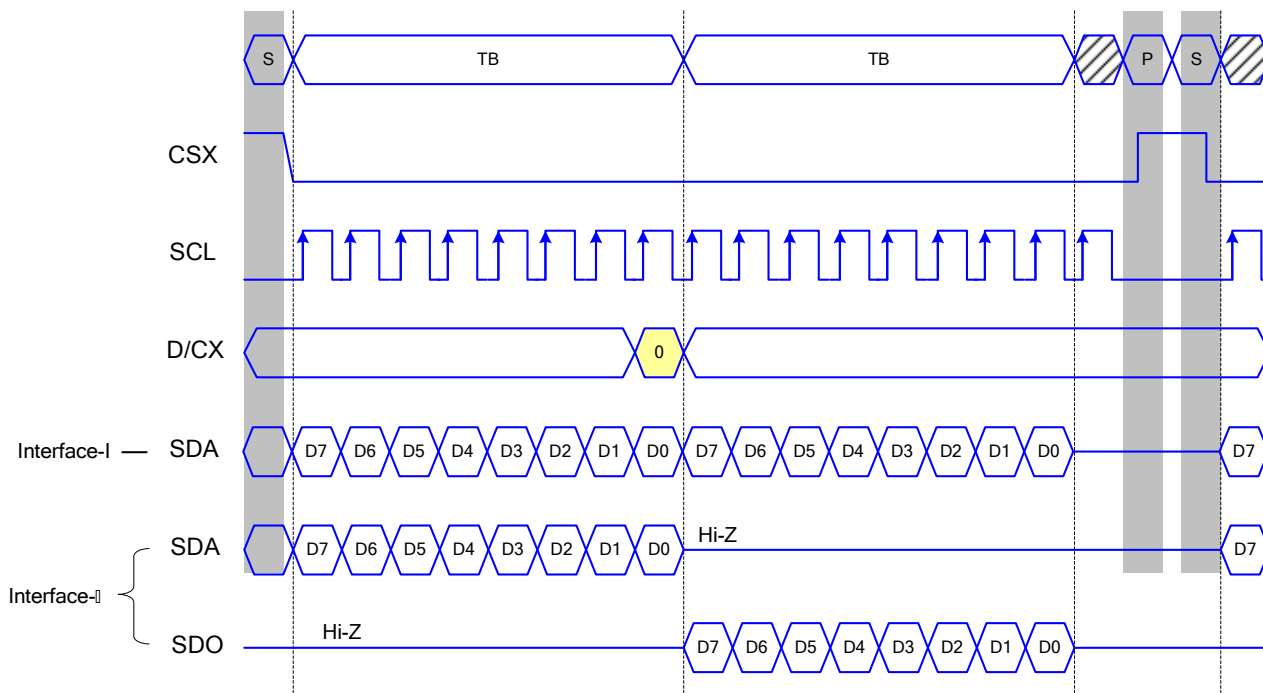 S TB TB P S
CSX
SCL
D/CX 0
Interface-I SDA D7 D6 D5 D4 D3 D2 D1 D0 D7 D6 D5 D4 D3 D2 D1 D0 D7
SDA D7 D6 D5 D4 D3 D2 D1 D0 Hi-Z D7
Interface-
SDO Hi-Z D7 D6 D5 D4 D3 D2 D1 D0